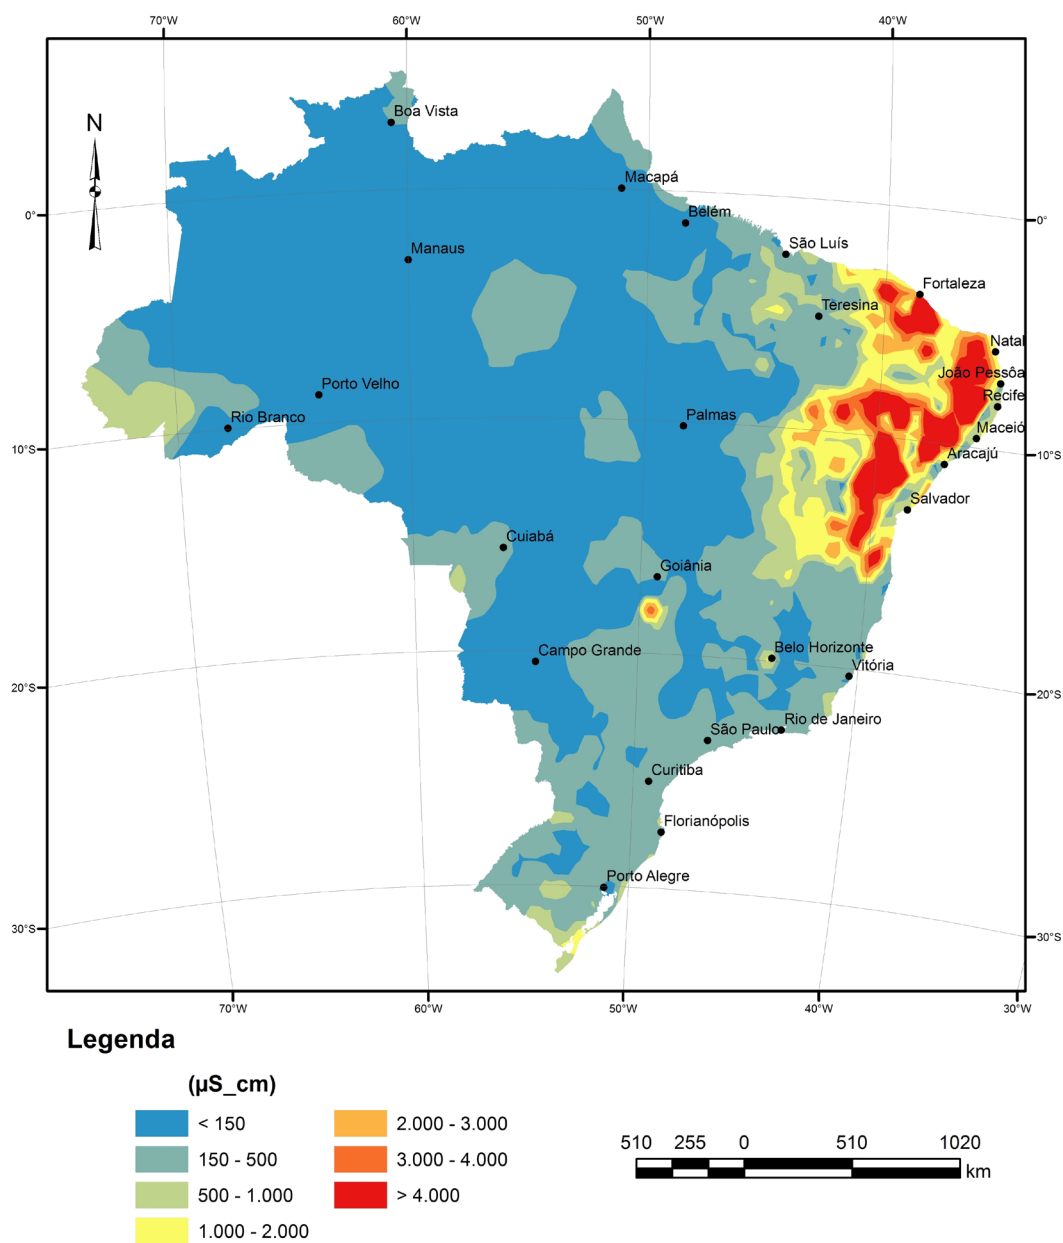 70°W 60°W 50°W 40°W
N
Boa Vista
Macapá
0°
Belém
0°
São Luís
Manaus
Fortaleza
Teresina
Natal
João Pessôa
Porto Velho
Recife
Rio Branco
Palmas
Maceió
10°S
Aracajú
10°S
Salvador
Cuiabá
Goiânia
Campo Grande
Belo Horizonte
Vitória
20°S
20°S
São Paulo
Rio de Janeiro
Curitiba
Florianópolis
Porto Alegre
30°S
30°S
70°W 60°W 50°W 40°W 30°W
Legenda
(µS_cm)
< 150
2.000 - 3.000
150 - 500
3.000 - 4.000
500 - 1.000
> 4.000
1.000 - 2.000
510 255 0 510 1020
km